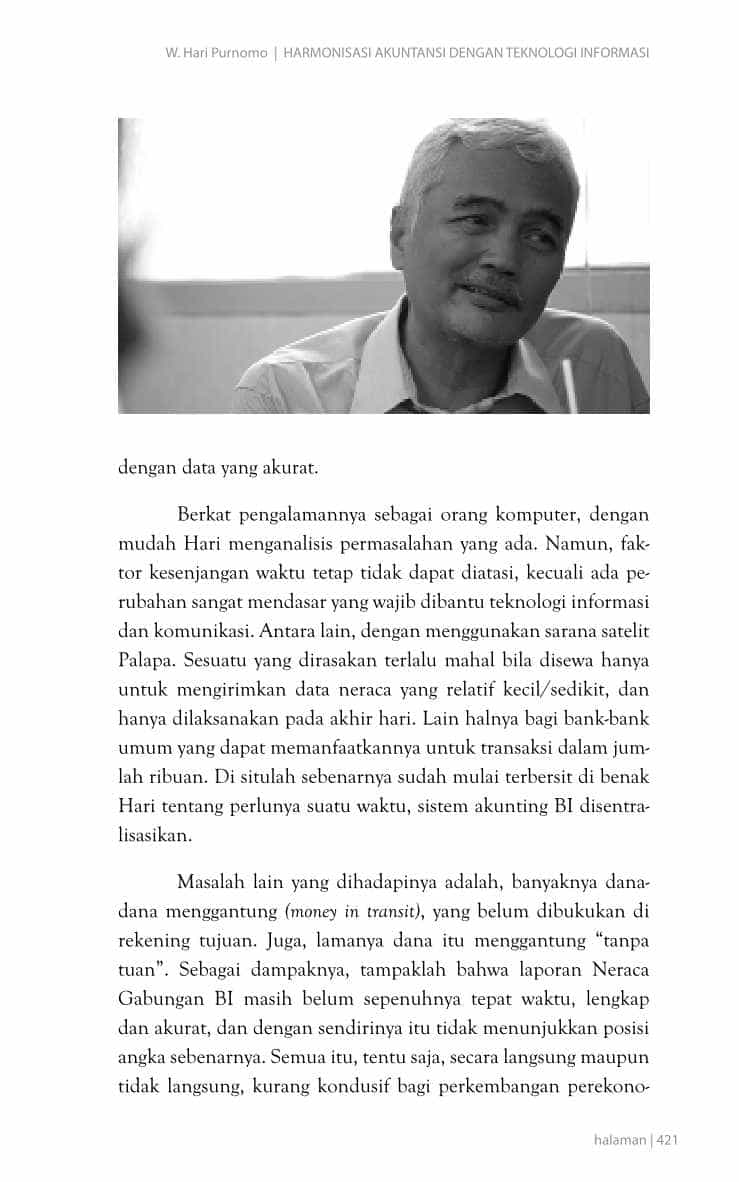 W. Hari Purnomo | HARMONISASI AKUNTANSI DENGAN TEKNOLOGI INFORMASI
dengan data yang akurat.
Berkat pengalamannya sebagai orang komputer, dengan
mudah Hari menganalisis permasalahan yang ada. Namun, fak-
tor kesenjangan waktu tetap tidak dapat diatasi, kecuali ada pe-
rubahan sangat mendasar yang wajib dibantu teknologi informasi
dan komunikasi. Antara lain, dengan menggunakan sarana satelit
Palapa. Sesuatu yang dirasakan terlalu mahal bila disewa hanya
untuk mengirimkan data neraca yang relatif kecil/sedikit, dan
hanya dilaksanakan pada akhir hari. Lain halnya bagi bank-bank
umum yang dapat memanfaatkannya untuk transaksi dalam jum-
lah ribuan. Di situlah sebenarnya sudah mulai terbersit di benak
Hari tentang perlunya suatu waktu, sistem akunting BI disentra-
lisasikan.
Masalah lain yang dihadapinya adalah, banyaknya dana-
dana menggantung (money in transit), yang belum dibukukan di
rekening tujuan. Juga, lamanya dana itu menggantung “tanpa
tuan”. Sebagai dampaknya, tampaklah bahwa laporan Neraca
Gabungan BI masih belum sepenuhnya tepat waktu, lengkap
dan akurat, dan dengan sendirinya itu tidak menunjukkan posisi
angka sebenarnya. Semua itu, tentu saja, secara langsung maupun
tidak langsung, kurang kondusif bagi perkembangan perekono-
halaman | 421